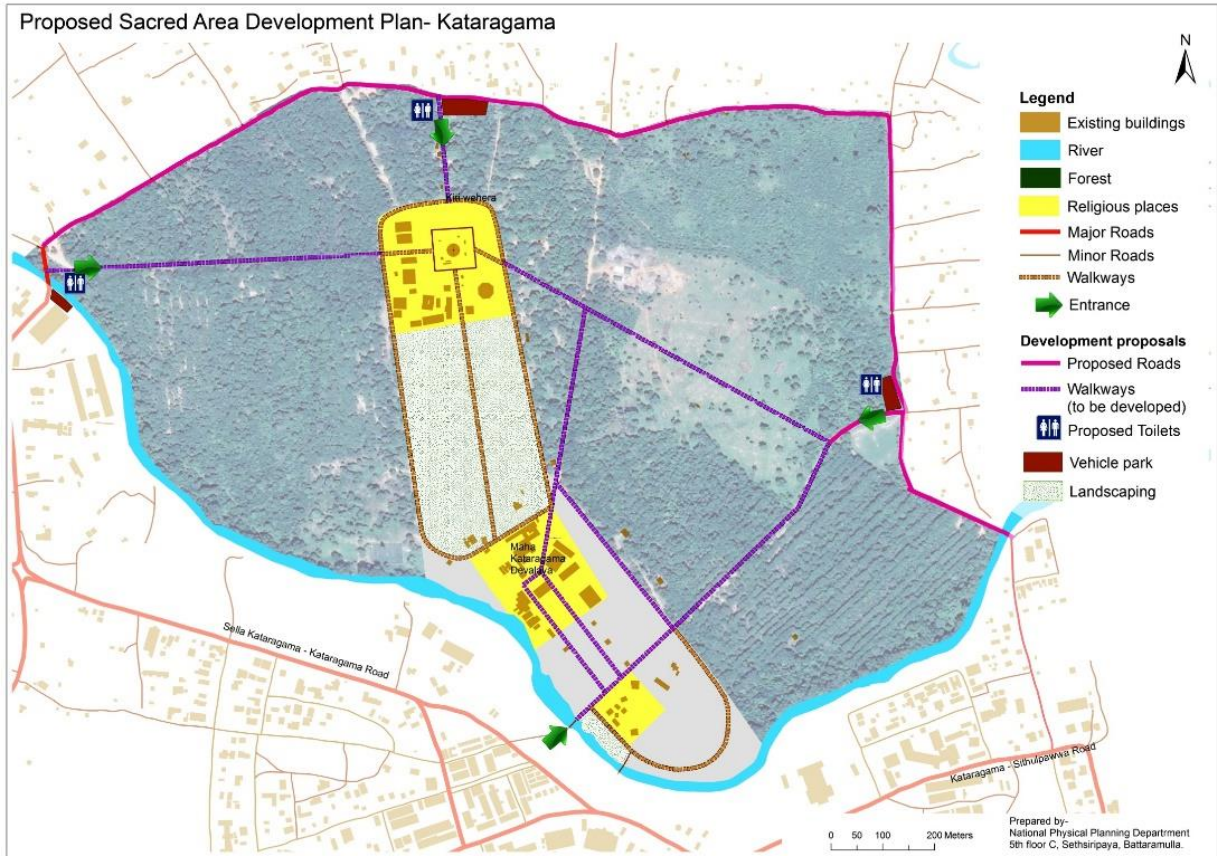 Proposed Sacred Area Development Plan- Kataragama
N
Legend
Existing buildings
River
Forest
Religious places
Major Roads
Minor Roads
Walkways
Entrance
Development proposals
Proposed Roads
Walkways
(to be developed)
Proposed Toilets
Vehicle park
Landscaping
Kiri wehera
Maha
Kataragama
Devalaya
Sella Kataragama - Kataragama Road
Kataragama - Sithulpawwa Road
0 50 100 200 Meters
Prepared by-
National Physical Planning Department
5th floor C, Sethsiripaya, Battaramulla.